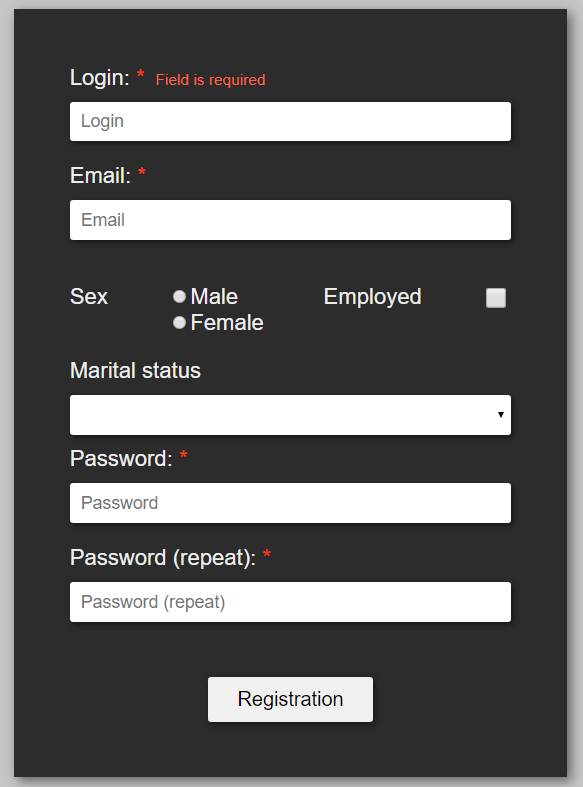 Login: * Field is required
Login
Email: *
Email
Sex Male Employed
Female
Marital status
Password: *
Password
Password (repeat): *
Password (repeat)
Registration